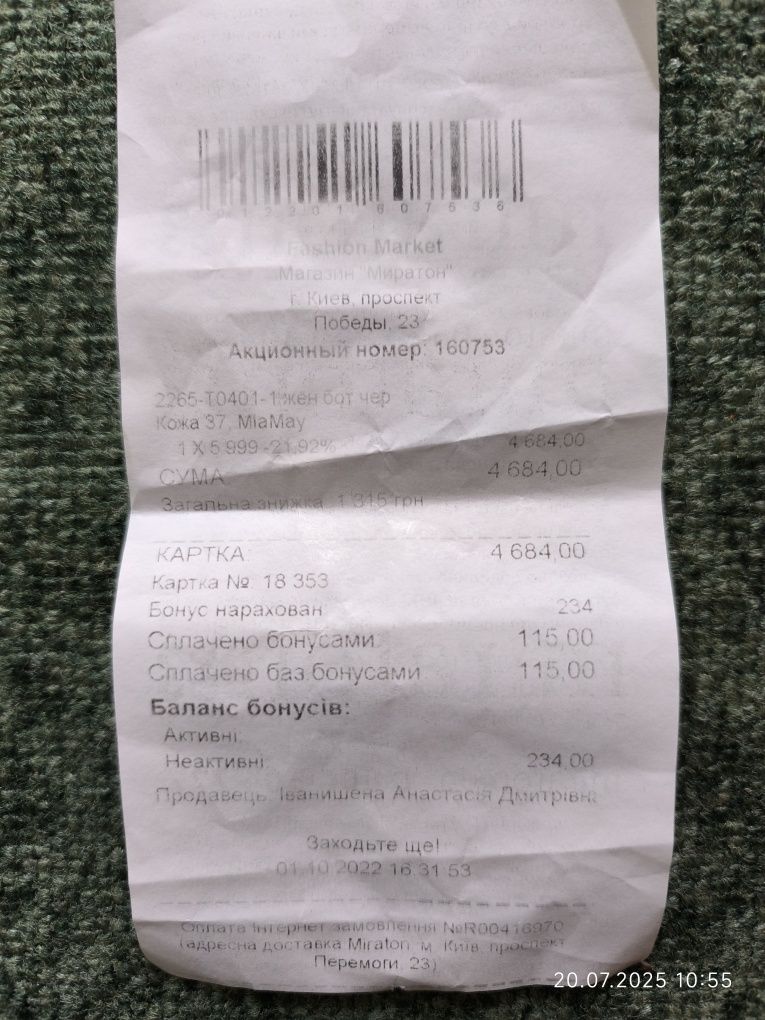 012301607538
Fashion Market
Магазин "Миратон"
г. Киев, проспект
Победы, 23
Акционный номер: 160753
2265-T0401-1 жен бот чер
Кожа 37, MiaMay
1 X 5 999 -21,92%
4 684,00
СУМА
4 684,00
Загальна знижка 1 315 грн
КАРТКА:
4 684,00
Картка №: 18 353
Бонус нарахован
234
Сплачено бонусами:
115,00
Сплачено баз.бонусами
115,00
Баланс бонусів:
Активні:
Неактивні:
234,00
Продавець: Іванишена Анастасія Дмитрівна
Заходьте ще!
01.10.2022 16:31:53
Оплата Інтернет замовлення №R00416970
(адресна доставка Miraton, м. Київ, проспект
Перемоги, 23)
20.07.2025 10:55